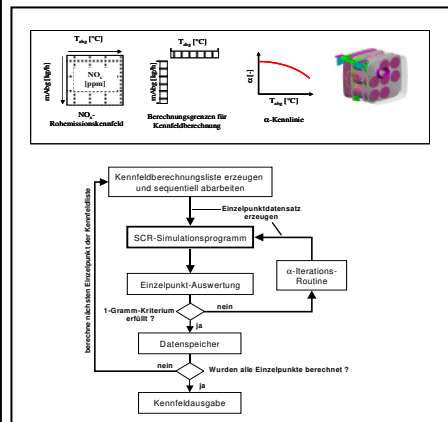 T_abg [°C]
mAbg [kg/h]
NOx
[ppm]
NOx-
Rohemissionskennfeld
T_abg [°C]
mAbg [kg/h]
Berechnungsgrenzen für
Kennfeldberechnung
α [-]
T_abg [°C]
α-Kennlinie
Kennfeldberechnungsliste erzeugen
und sequentiell abarbeiten
Einzelpunktdatensatz
erzeugen
SCR-Simulationsprogramm
Einzelpunkt-Auswertung
α-Iterations-
Routine
1-Gramm-Kriterium
erfüllt ?
nein
ja
Datenspeicher
nein
Wurden alle Einzelpunkte berechnet ?
ja
Kennfeldausgabe
berechne nächsten Einzelpunkt der Kennfeldliste